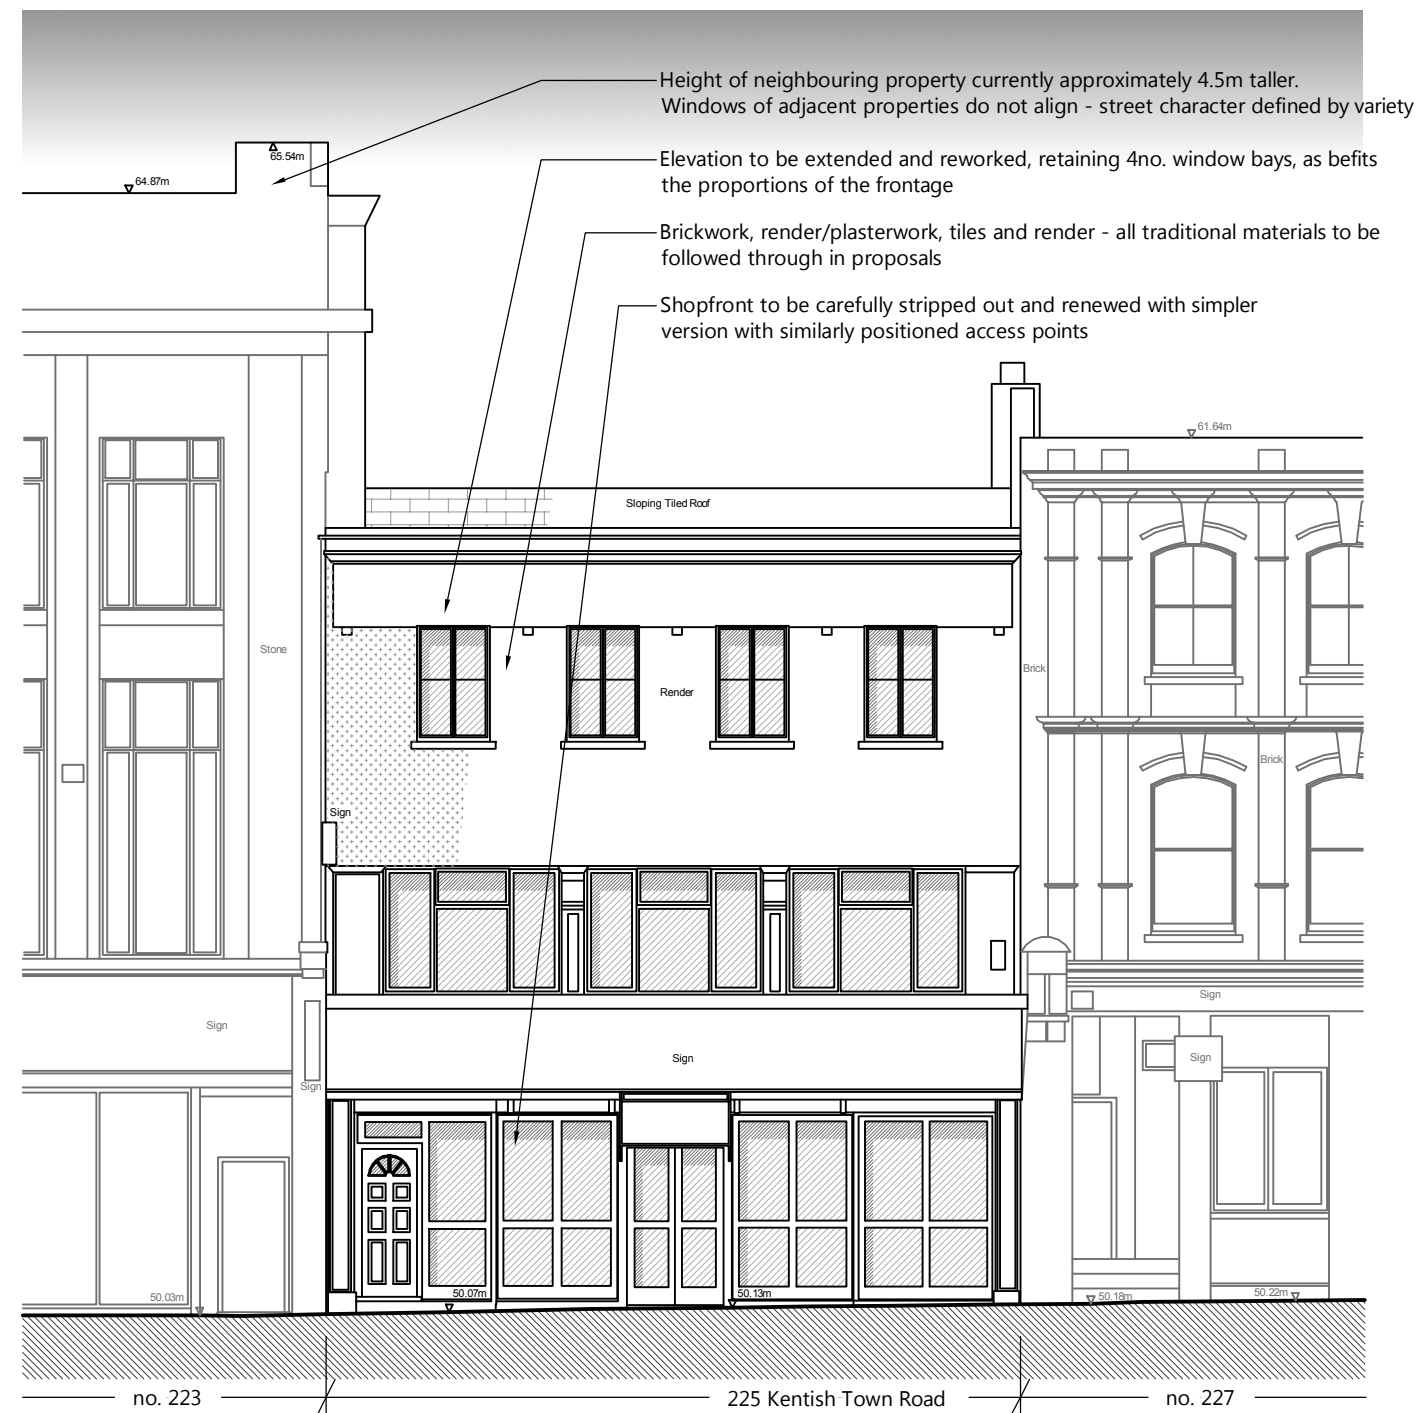 Height of neighbouring property currently approximately 4.5m taller.
Windows of adjacent properties do not align - street character defined by variety
65.54m
Elevation to be extended and reworked, retaining 4no. window bays, as befits
the proportions of the frontage
64.87m
Brickwork, render/plasterwork, tiles and render - all traditional materials to be
followed through in proposals
Shopfront to be carefully stripped out and renewed with simpler
version with similarly positioned access points
61.64m
Sloping Tiled Roof
Stone
Brick
Render
Brick
Sign
Sign
Sign
Sign
Sign
Sign
50.03m
50.07m
50.13m
50.18m
50.22m
no. 223
225 Kentish Town Road
no. 227